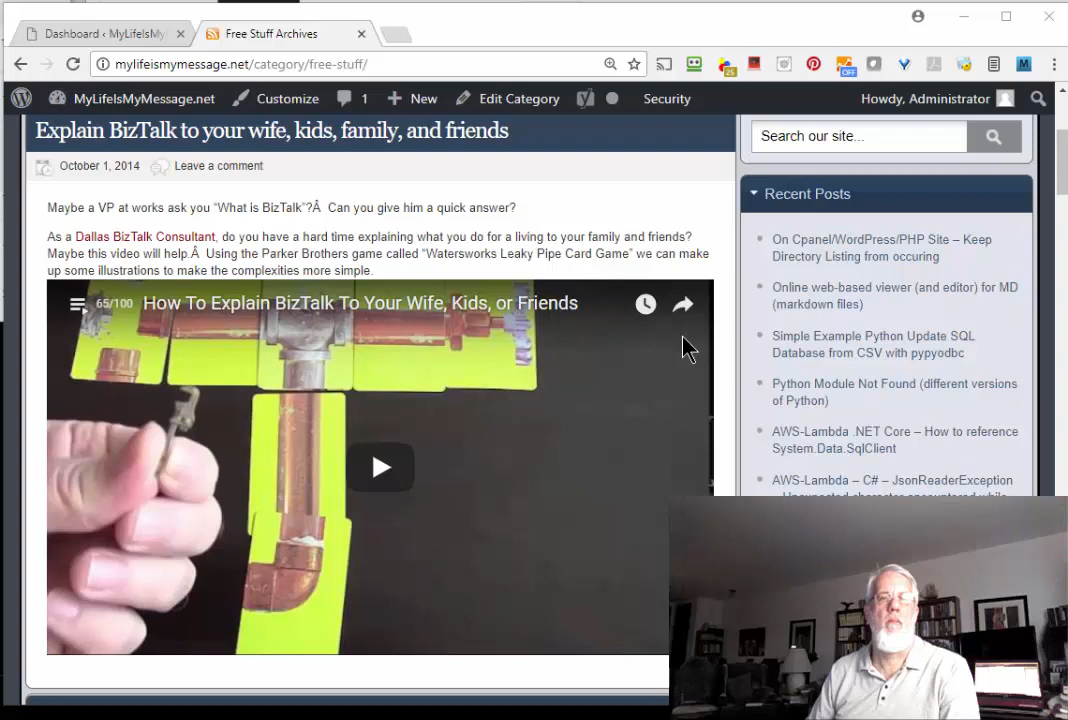 Dashboard ‹ MyLifeIsMy
Free Stuff Archives
mylifeismymessage.net/category/free-stuff/
25
OFF
M
MyLifeIsMyMessage.net
Customize
1
New
Edit Category
Security
Howdy, Administrator
Explain BizTalk to your wife, kids, family, and friends
October 1, 2014
Leave a comment
Maybe a VP at works ask you “What is BizTalk”?Â Can you give him a quick answer?
As a Dallas BizTalk Consultant, do you have a hard time explaining what you do for a living to your family and friends?
Maybe this video will help.Â Using the Parker Brothers game called “Watersworks Leaky Pipe Card Game” we can make
up some illustrations to make the complexities more simple.
65/100
How To Explain BizTalk To Your Wife, Kids, or Friends
Search our site...
Recent Posts
On Cpanel/WordPress/PHP Site – Keep
Directory Listing from occuring
Online web-based viewer (and editor) for MD
(markdown files)
Simple Example Python Update SQL
Database from CSV with pypyodbc
Python Module Not Found (different versions
of Python)
AWS-Lambda .NET Core – How to reference
System.Data.SqlClient
AWS-Lambda – C# – JsonReaderException
– Unexpected character encountered while